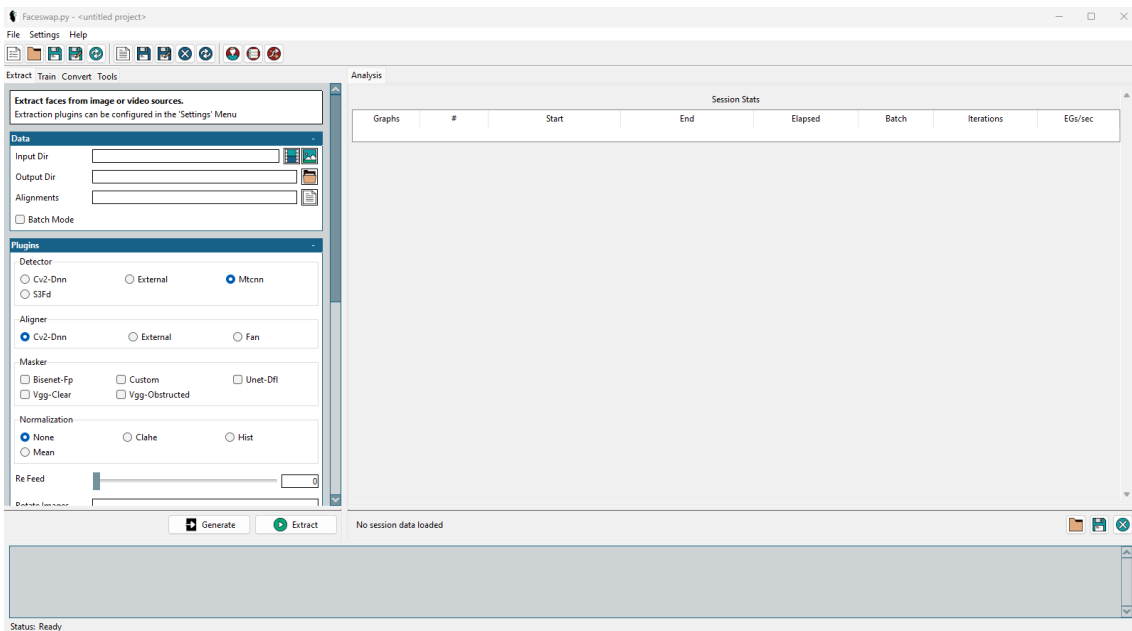 Faceswap.py - <untitled project>
File Settings Help
Extract Train Convert Tools
Extract faces from image or video sources.
Extraction plugins can be configured in the 'Settings' Menu
Data -
Input Dir
Output Dir
Alignments
Batch Mode
Plugins -
Detector
Cv2-Dnn External Mtcnn
S3Fd
Aligner
Cv2-Dnn External Fan
Masker
Bisenet-Fp Custom Unet-Dfl
Vgg-Clear Vgg-Obstructed
Normalization
None Clahe Hist
Mean
Re Feed 0
Rotate Images
Generate Extract
Analysis
Session Stats
Graphs # Start End Elapsed Batch Iterations EGs/sec
No session data loaded
Status: Ready